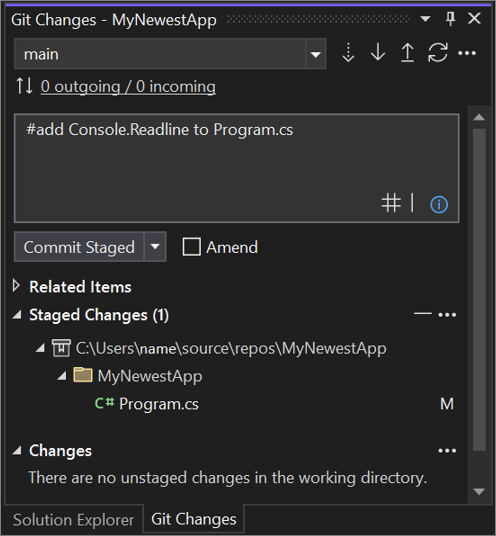 Git Changes - MyNewestApp
main
0 outgoing / 0 incoming
#add Console.Readline to Program.cs
Commit Staged
Amend
Related Items
Staged Changes (1)
C:\Users\name\source\repos\MyNewestApp
MyNewestApp
C# Program.cs M
Changes
There are no unstaged changes in the working directory.
Solution Explorer Git Changes